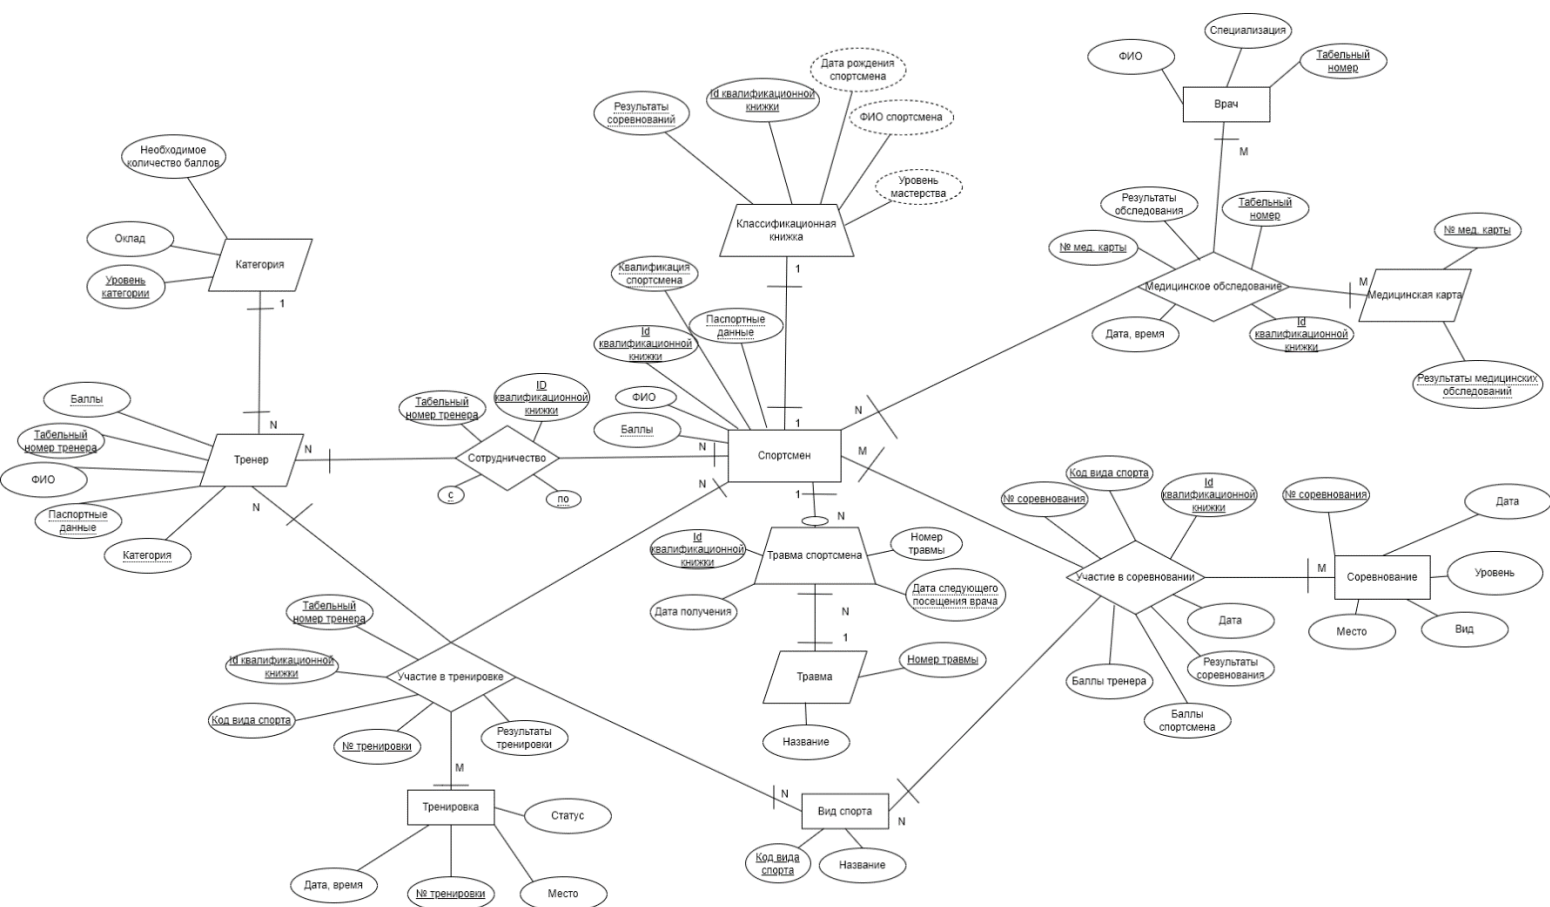 Специализация
ФИО
Табельный
номер
Врач
M
Дата рождения
спортсмена
Id квалификационной
книжки
Результаты
соревнований
ФИО спортсмена
Уровень
мастерства
Классификационная
книжка
1
Необходимое
количество баллов
Оклад
Уровень
категории
Категория
1
Результаты
обследования
Табельный
номер
№ мед. карты
Медицинское обследование
Дата, время
Id
квалификационной
книжки
M
№ мед. карты
Медицинская карта
Результаты медицинских
обследований
Квалификация
спортсмена
Паспортные
данные
Id
квалификационной
книжки
ФИО
Баллы
1
N
N
M
Спортсмен
N
1
N
Баллы
Табельный
номер тренера
ФИО
Паспортные
данные
Категория
N
N
Тренер
N
Табельный
номер тренера
ID
квалификационной
книжки
Сотрудничество
с
по
Код вида спорта
№ соревнования
Id
квалификационной
книжки
Участие в соревновании
Дата
Результаты
соревнования
Баллы тренера
Баллы
спортсмена
M
№ соревнования
Дата
Соревнование
Уровень
Место
Вид
N
Id
квалификационной
книжки
Номер
травмы
Травма спортсмена
Дата получения
Дата следующего
посещения врача
N
1
Номер травмы
Травма
Название
Табельный
номер тренера
Id квалификационной
книжки
Участие в тренировке
Код вида спорта
№ тренировки
Результаты
тренировки
M
Тренировка
Статус
Дата, время
№ тренировки
Место
N
Вид спорта
N
Код вида
спорта
Название